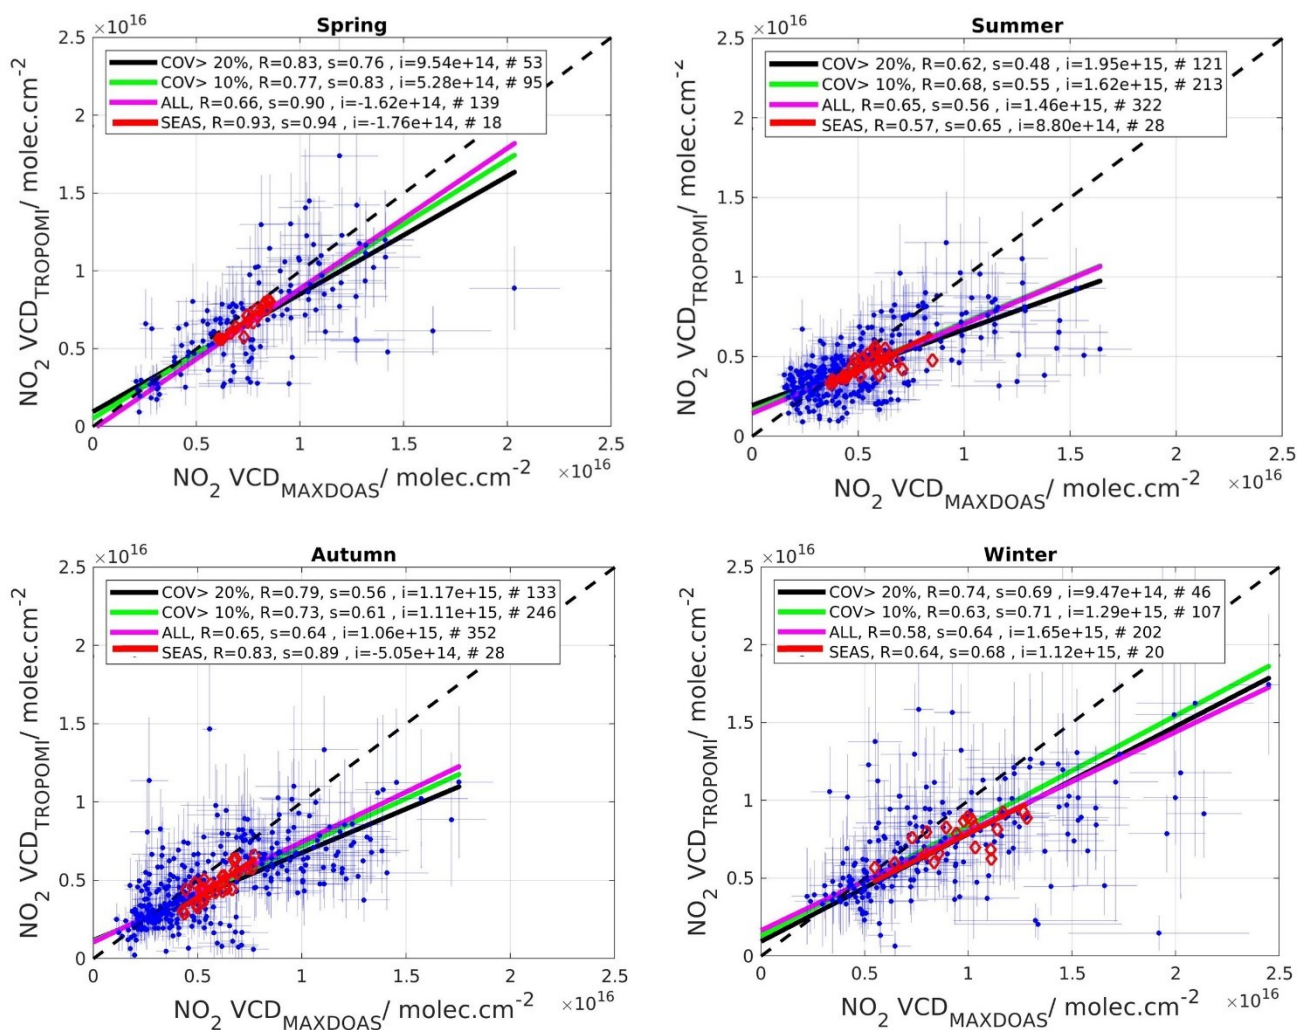 Spring
×10^16
COV> 20%, R=0.83, s=0.76 , i=9.54e+14, # 53
COV> 10%, R=0.77, s=0.83 , i=5.28e+14, # 95
ALL, R=0.66, s=0.90 , i=-1.62e+14, # 139
SEAS, R=0.93, s=0.94 , i=-1.76e+14, # 18
2.5
2
1.5
1
0.5
0
NO2 VCDTROPOMI/ molec.cm-2
0 0.5 1 1.5 2 2.5
×10^16
NO2 VCDMAXDOAS/ molec.cm-2
Summer
×10^16
COV> 20%, R=0.62, s=0.48 , i=1.95e+15, # 121
COV> 10%, R=0.68, s=0.55 , i=1.62e+15, # 213
ALL, R=0.65, s=0.56 , i=1.46e+15, # 322
SEAS, R=0.57, s=0.65 , i=8.80e+14, # 28
2.5
2
1.5
1
0.5
0
NO2 VCDTROPOMI/ molec.cm-2
0 0.5 1 1.5 2 2.5
×10^16
NO2 VCDMAXDOAS/ molec.cm-2
Autumn
×10^16
COV> 20%, R=0.79, s=0.56 , i=1.17e+15, # 133
COV> 10%, R=0.73, s=0.61 , i=1.11e+15, # 246
ALL, R=0.65, s=0.64 , i=1.06e+15, # 352
SEAS, R=0.83, s=0.89 , i=-5.05e+14, # 28
2.5
2
1.5
1
0.5
0
NO2 VCDTROPOMI/ molec.cm-2
0 0.5 1 1.5 2 2.5
×10^16
NO2 VCDMAXDOAS/ molec.cm-2
Winter
×10^16
COV> 20%, R=0.74, s=0.69 , i=9.47e+14, # 46
COV> 10%, R=0.63, s=0.71 , i=1.29e+15, # 107
ALL, R=0.58, s=0.64 , i=1.65e+15, # 202
SEAS, R=0.64, s=0.68 , i=1.12e+15, # 20
2.5
2
1.5
1
0.5
0
NO2 VCDTROPOMI/ molec.cm-2
0 0.5 1 1.5 2 2.5
×10^16
NO2 VCDMAXDOAS/ molec.cm-2